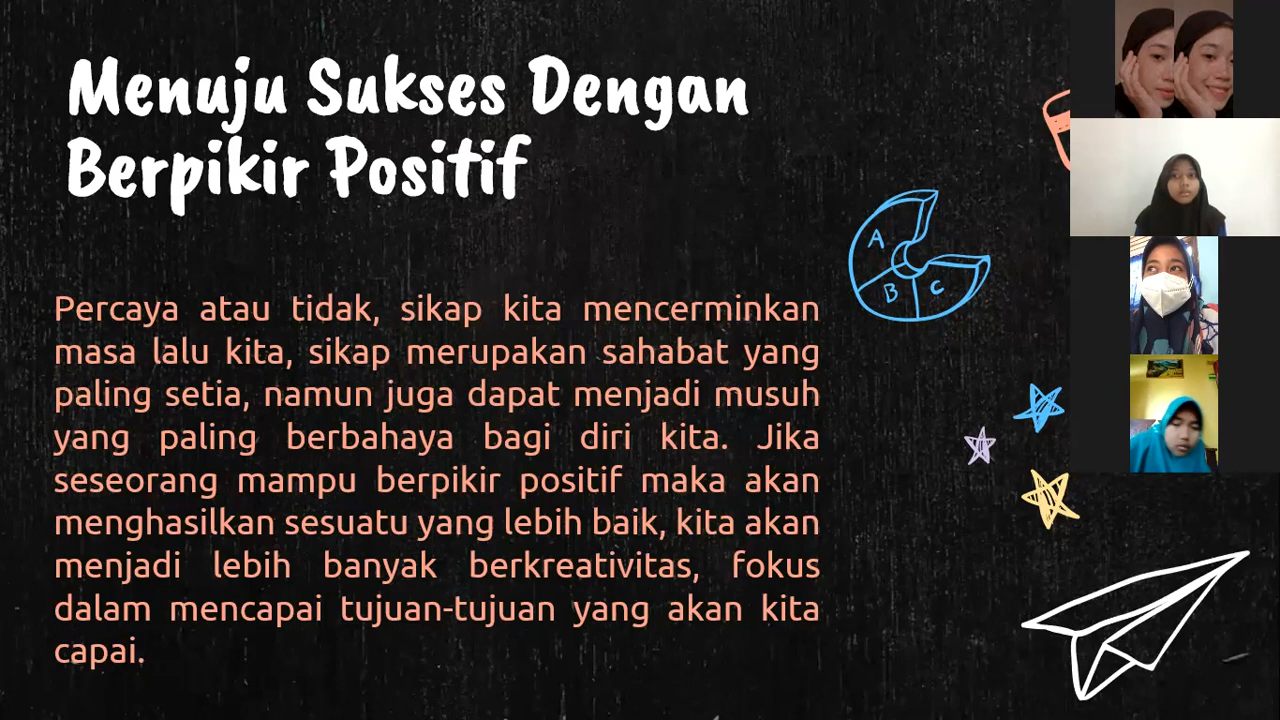 Menuju Sukses Dengan
Berpikir Positif
Percaya atau tidak, sikap kita mencerminkan
masa lalu kita, sikap merupakan sahabat yang
paling setia, namun juga dapat menjadi musuh
yang paling berbahaya bagi diri kita. Jika
seseorang mampu berpikir positif maka akan
menghasilkan sesuatu yang lebih baik, kita akan
menjadi lebih banyak berkreativitas, fokus
dalam mencapai tujuan-tujuan yang akan kita
capai.
A
B
C